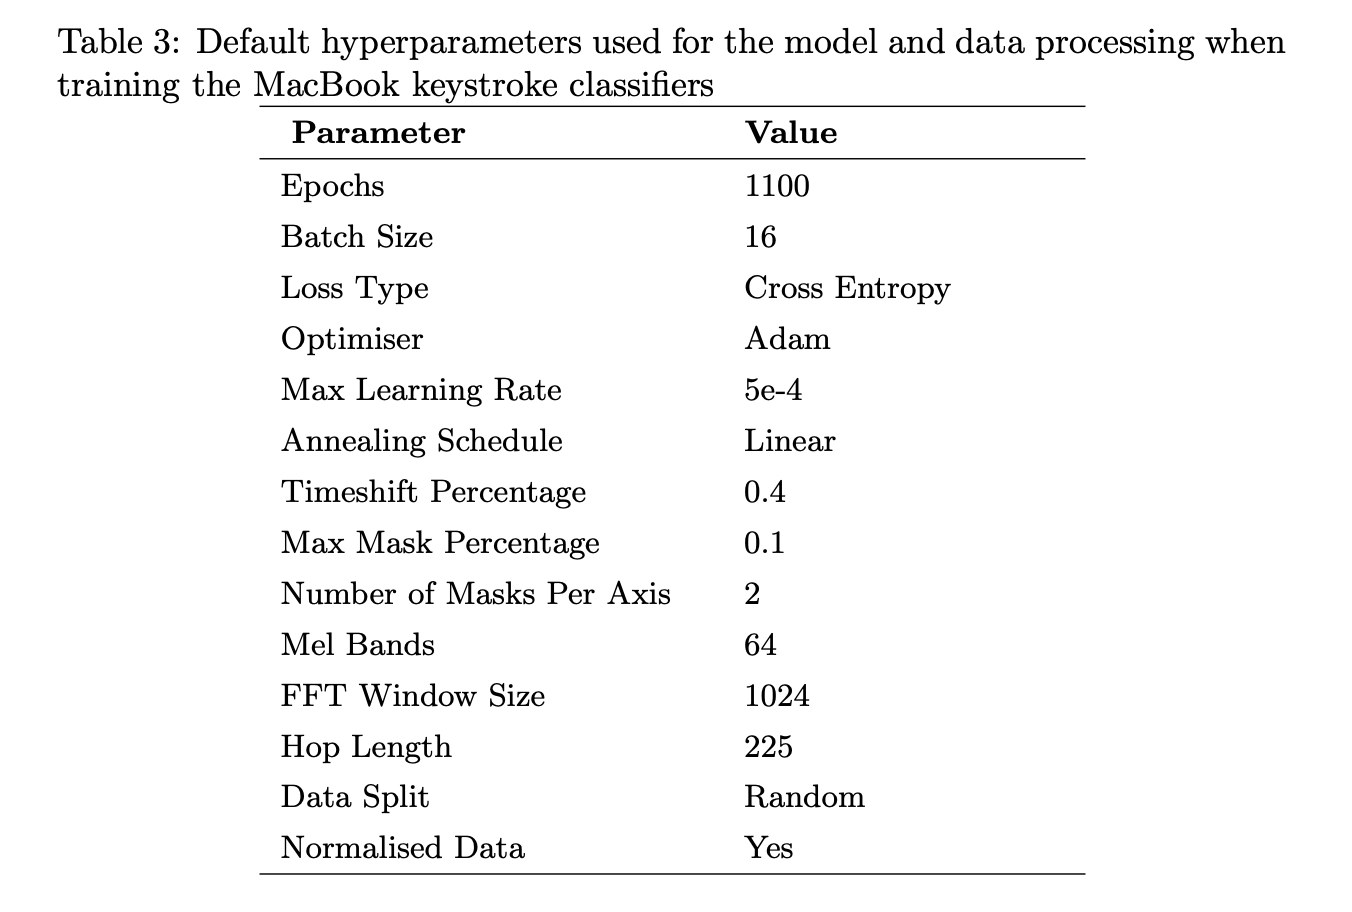 Table 3: Default hyperparameters used for the model and data processing when
training the MacBook keystroke classifiers
Parameter Value
Epochs 1100
Batch Size 16
Loss Type Cross Entropy
Optimiser Adam
Max Learning Rate 5e-4
Annealing Schedule Linear
Timeshift Percentage 0.4
Max Mask Percentage 0.1
Number of Masks Per Axis 2
Mel Bands 64
FFT Window Size 1024
Hop Length 225
Data Split Random
Normalised Data Yes